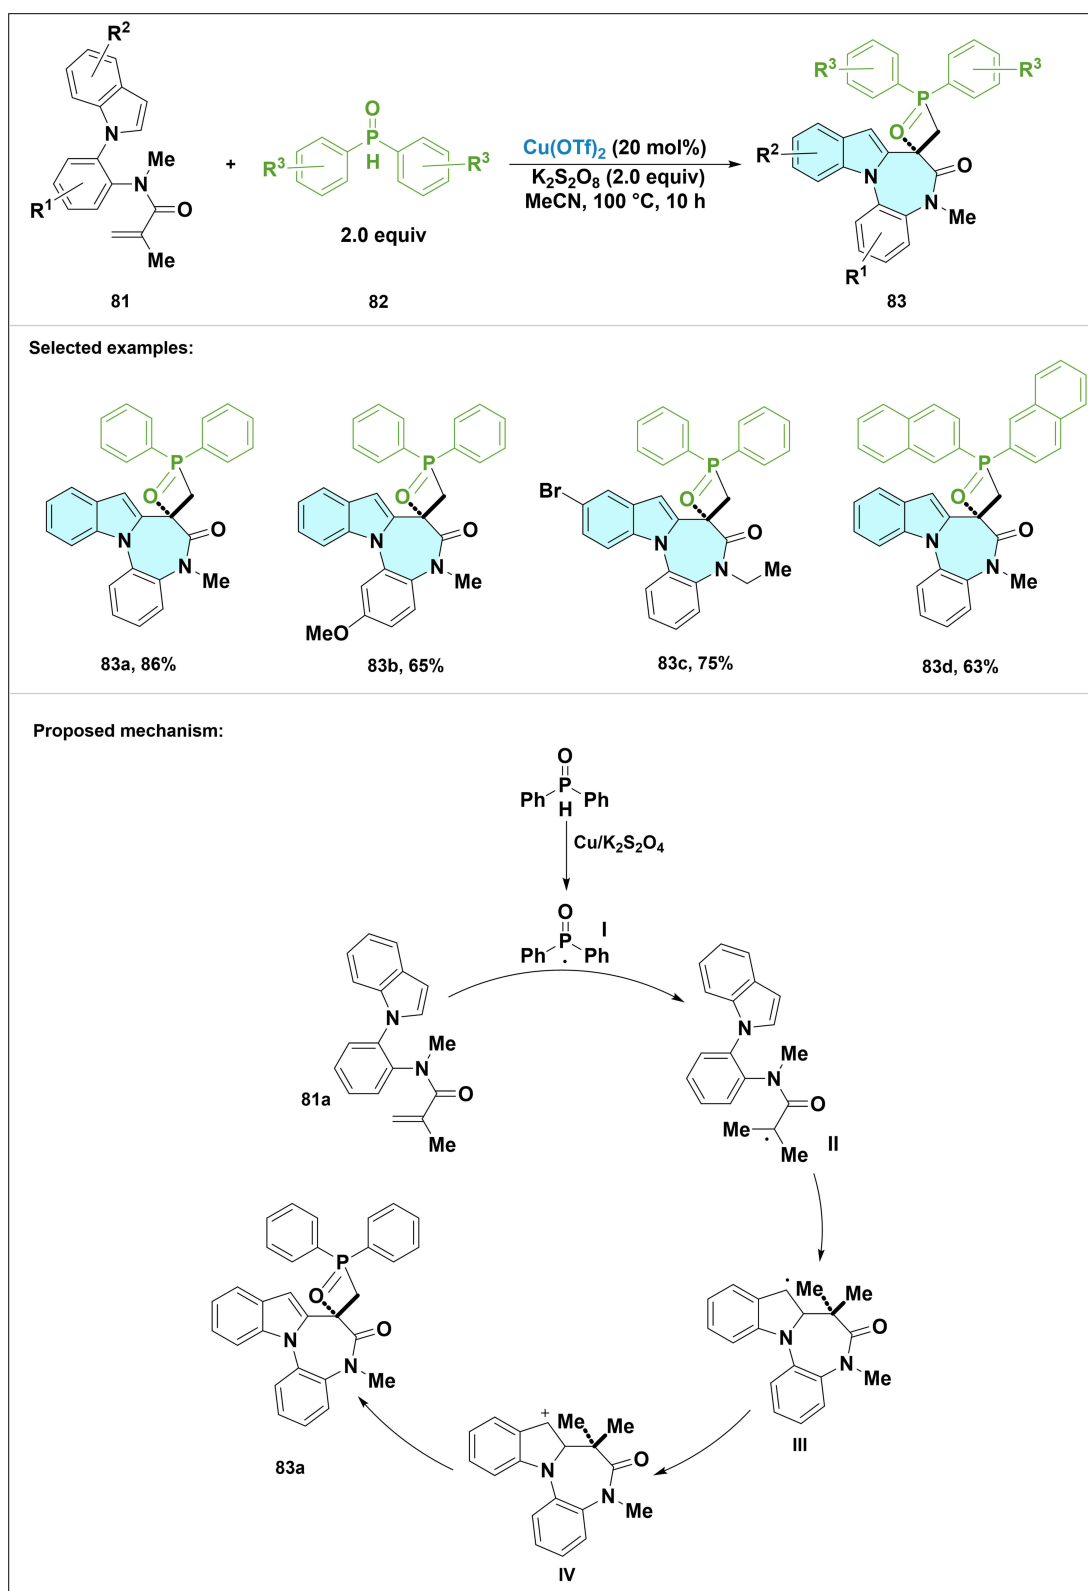 R2
N
Me
N
R1
O
Me
81
+
O
P
H
R3
R3
2.0 equiv
82
Cu(OTf)2 (20 mol%)
K2S2O8 (2.0 equiv)
MeCN, 100 °C, 10 h
R3
R3
P
O
O
R2
N
N
Me
R1
83
Selected examples:
P
O
O
N
N
Me
83a, 86%
P
O
O
N
N
Me
MeO
83b, 65%
P
O
Br
O
N
N
Me
83c, 75%
P
O
O
N
N
Me
83d, 63%
Proposed mechanism:
O
Ph P Ph
H
Cu/K2S2O4
O
I
Ph P Ph
N
Me
N
O
Me
81a
N
Me
N
O
Me
Me
II
Me Me
O
N
N
Me
III
+
Me Me
O
N
N
Me
IV
P
O
O
N
N
Me
83a